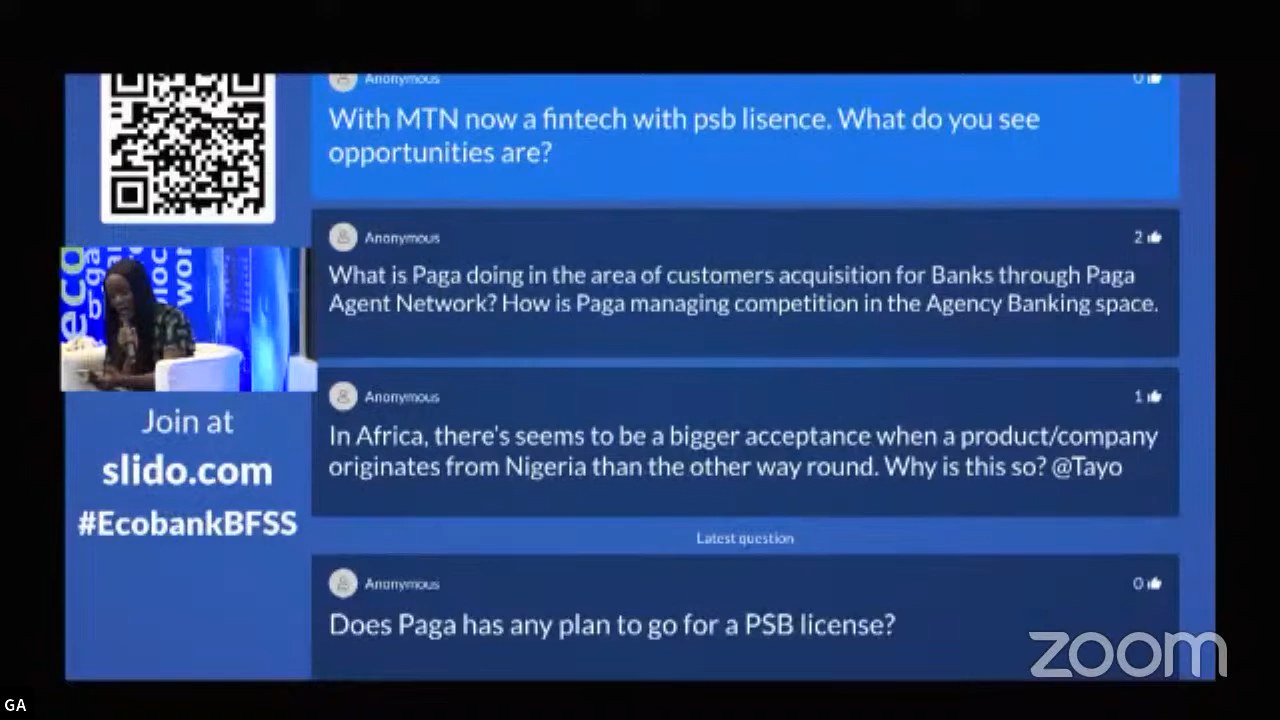 Anonymous
0
With MTN now a fintech with psb lisence. What do you see
opportunities are?
Anonymous
2
What is Paga doing in the area of customers acquisition for Banks through Paga
Agent Network? How is Paga managing competition in the Agency Banking space.
Anonymous
1
In Africa, there's seems to be a bigger acceptance when a product/company
originates from Nigeria than the other way round. Why is this so? @Tayo
Latest question
Anonymous
0
Does Paga has any plan to go for a PSB license?
eco
Join at
slido.com
#EcobankBFSS
zoom
GA